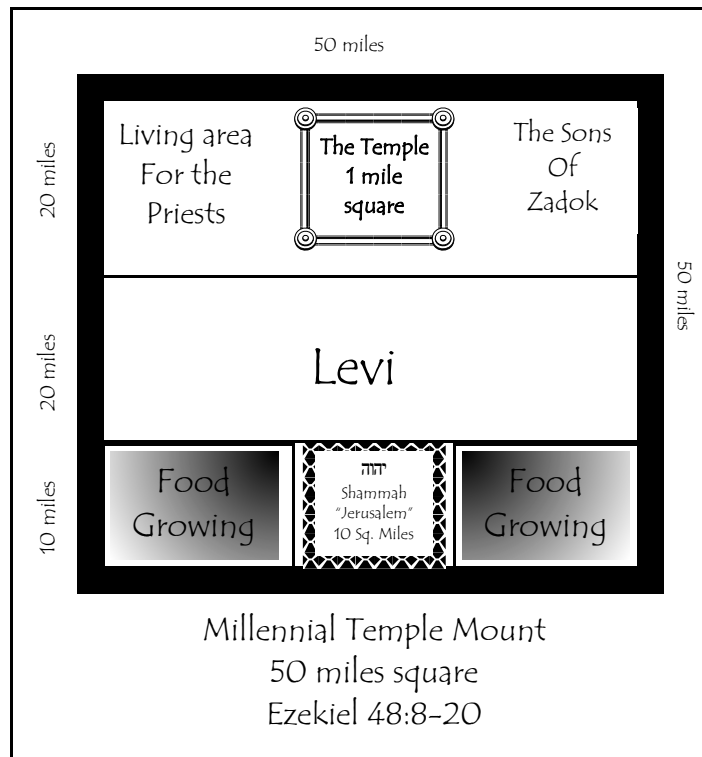 50 miles
20 miles
Living area
For the
Priests
The Temple
1 mile
square
The Sons
Of
Zadok
50 miles
20 miles
Levi
10 miles
Food
Growing
יהוה
Shammah
“Jerusalem”
10 Sq. Miles
Food
Growing
Millennial Temple Mount
50 miles square
Ezekiel 48:8-20